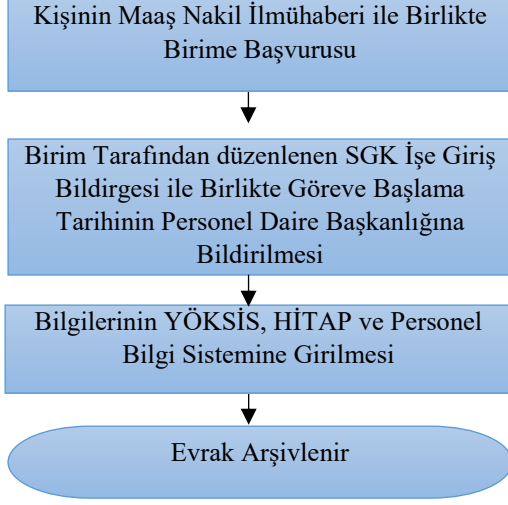 Kişinin Maaş Nakil İlmühaberi ile Birlikte
Birime Başvurusu
Birim Tarafından düzenlenen SGK İşe Giriş
Bildirgesi ile Birlikte Göreve Başlama
Tarihinin Personel Daire Başkanlığına
Bildirilmesi
Bilgilerinin YÖKSİS, HİTAP ve Personel
Bilgi Sistemine Girilmesi
Evrak Arşivlenir